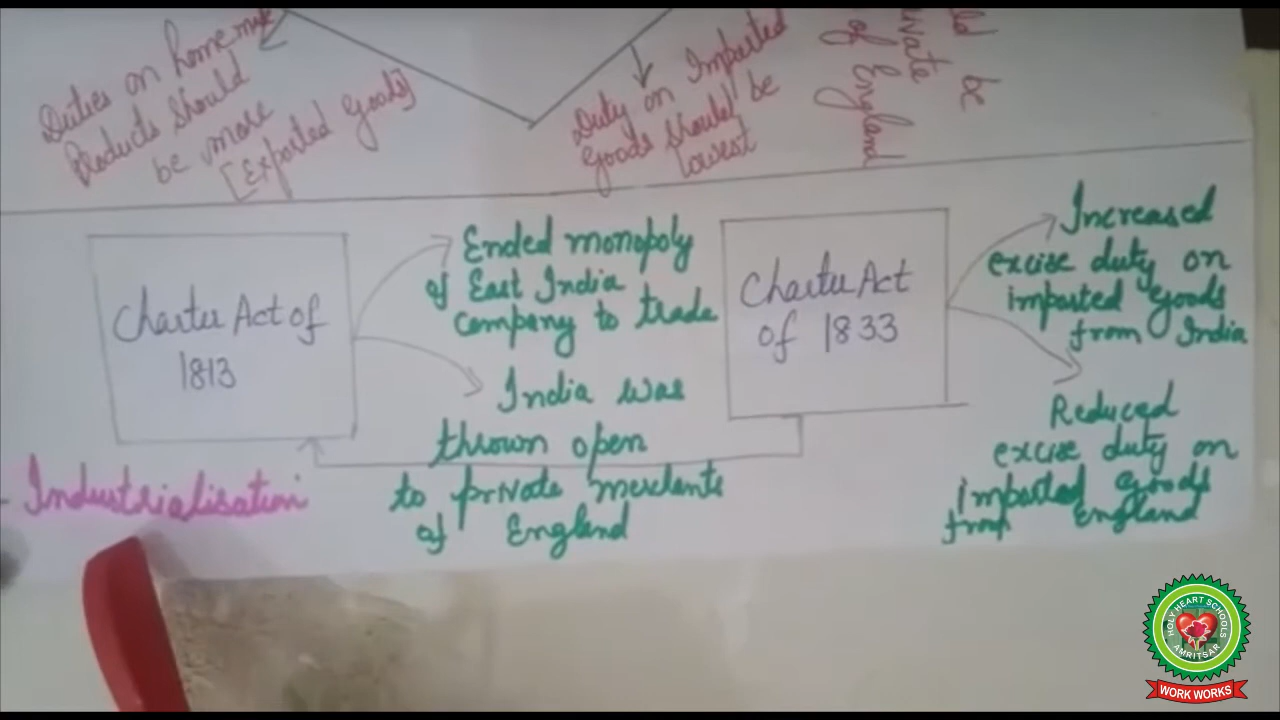 Duties on home made
Products Should
be more
[Exported Goods]
Duty on Imported
Goods Should be
lowest
be
of England
Charter Act of
1813
Ended monopoly
of East India
company to trade
India was
thrown open
to private merchants
of England
Charter Act
of 1833
Increased
excise duty on
imported goods
from India
Reduced
excise duty on
imported goods
from England
- Industrialisation
HOLY HEART SCHOOLS
AMRITSAR
WORK WORKS